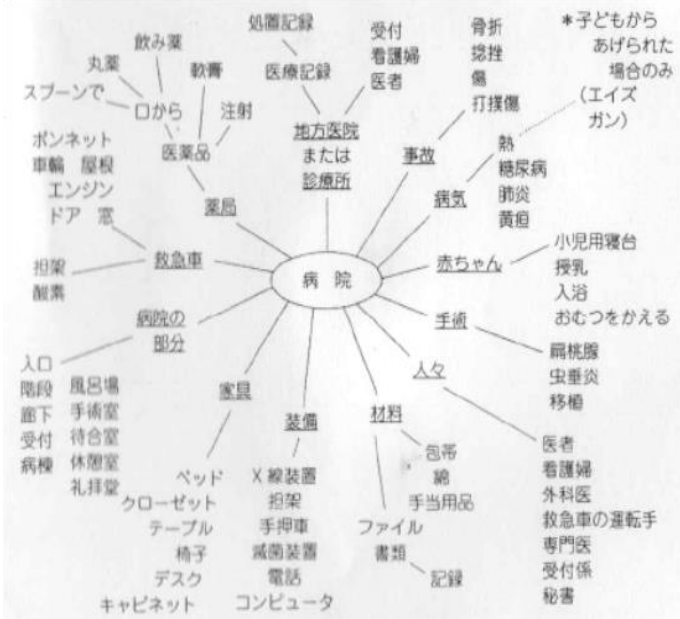 処置記録
医療記録
受付
看護婦
医者
地方医院
または
診療所
骨折
捻挫
傷
打撲傷
事故
*子どもから
あげられた
場合のみ
(エイズ
ガン)
熱
糖尿病
肺炎
黄疸
病気
飲み薬
丸薬
スプーンで
口から
軟膏
注射
医薬品
薬局
ボンネット
車輪 屋根
エンジン
ドア 窓
担架
酸素
救急車
病院
赤ちゃん
小児用寝台
授乳
入浴
おむつをかえる
手術
扁桃腺
虫垂炎
移植
病院の
部分
入口
階段
廊下
受付
病棟
風呂場
手術室
待合室
休憩室
礼拝堂
家具
ベッド
クローゼット
テーブル
椅子
デスク
キャビネット
装備
X線装置
担架
手押車
滅菌装置
電話
コンピュータ
材料
包帯
綿
手当用品
ファイル
書類
記録
人々
医者
看護婦
外科医
救急車の運転手
専門医
受付係
秘書